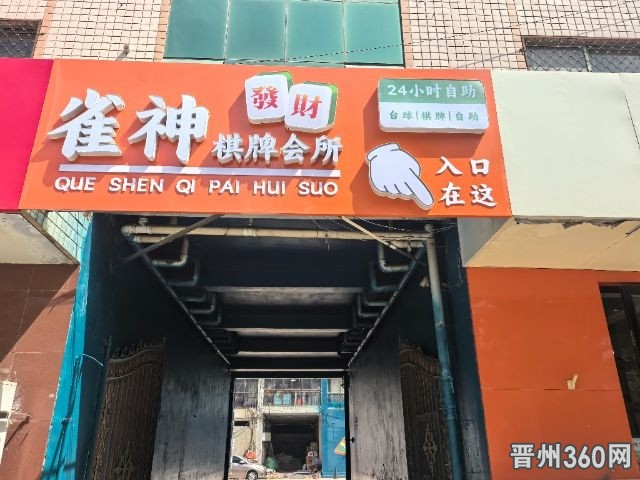 雀神
發
財
棋牌会所
QUE SHEN QI PAI HUI SUO
24小时自助
台球|棋牌|自助
入口
在这
晋州360网